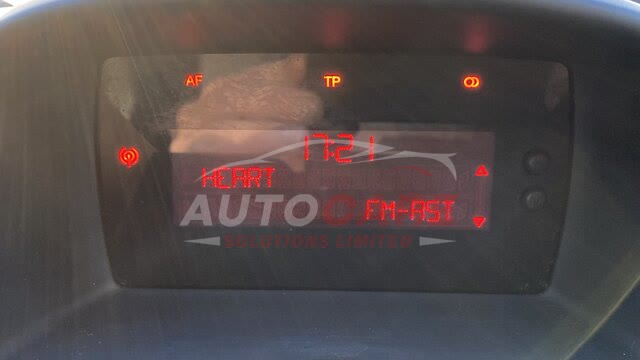 AF TP
17:21
HEART
FM-AST
AUTO
SOLUTIONS LIMITED